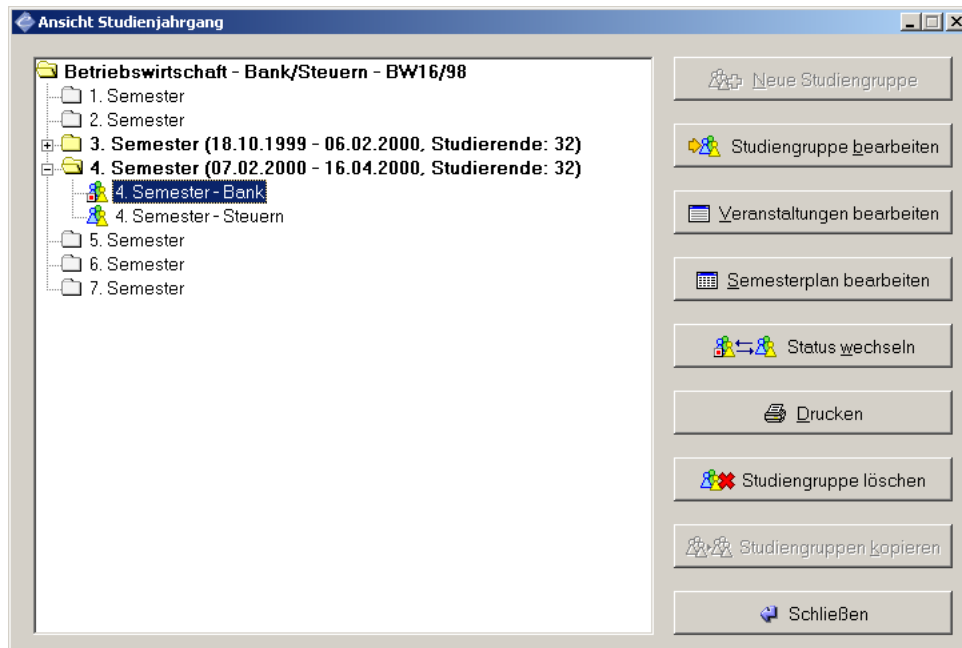 Ansicht Studienjahrgang
Betriebswirtschaft - Bank/Steuern - BW16/98
1. Semester
2. Semester
3. Semester (18.10.1999 - 06.02.2000, Studierende: 32)
4. Semester (07.02.2000 - 16.04.2000, Studierende: 32)
4. Semester - Bank
4. Semester - Steuern
5. Semester
6. Semester
7. Semester
Neue Studiengruppe
Studiengruppe bearbeiten
Veranstaltungen bearbeiten
Semesterplan bearbeiten
Status wechseln
Drucken
Studiengruppe löschen
Studiengruppen kopieren
Schließen